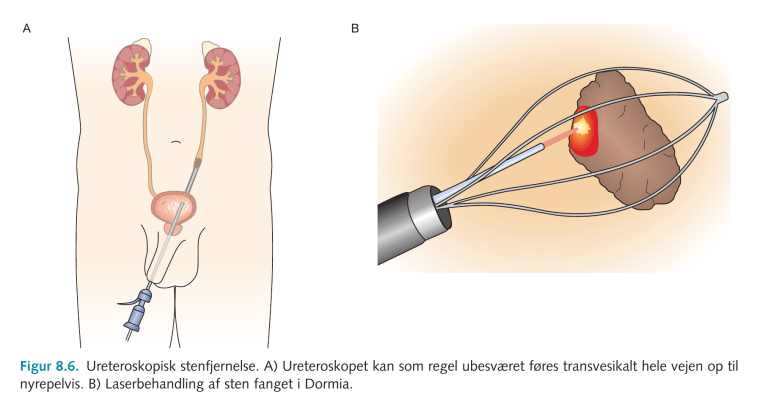 A
B
Figur 8.6. Ureteroskopisk stenfjernelse. A) Ureteroskopet kan som regel ubesværet føres transvesikalt hele vejen op til
nyrepelvis. B) Laserbehandling af sten fanget i Dormia.